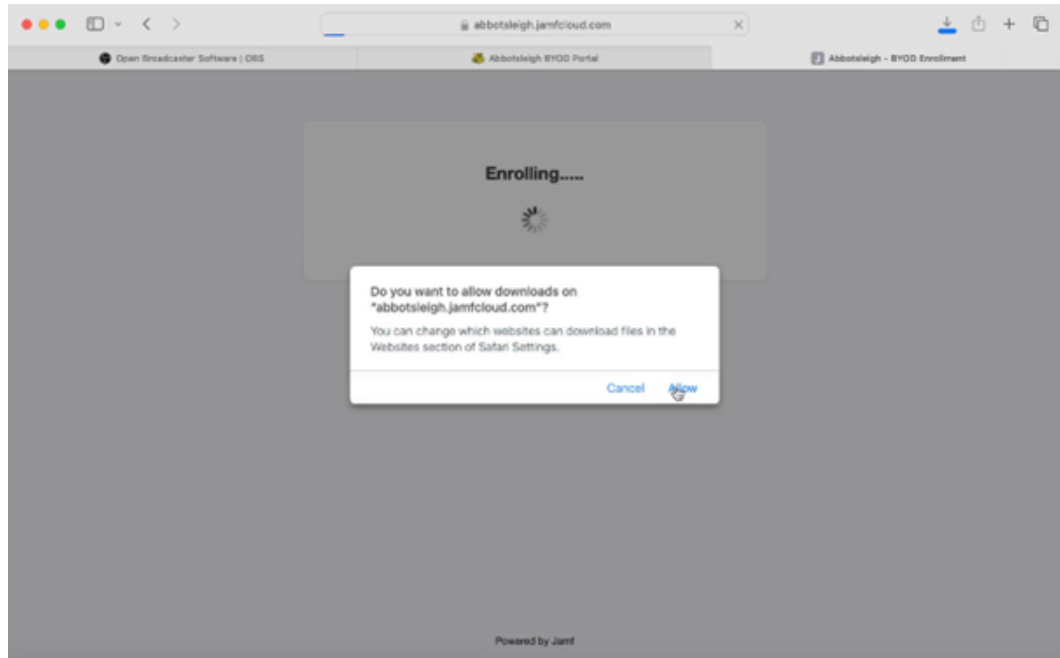 abbotsleigh.jamfcloud.com
Open Broadcaster Software | OBS
Abbotsleigh BYOD Portal
Abbotsleigh - BYOD Enrollment
Enrolling.....
Do you want to allow downloads on
"abbotsleigh.jamfcloud.com"?
You can change which websites can download files in the
Websites section of Safari Settings.
Cancel
Allow
Powered by Jamf